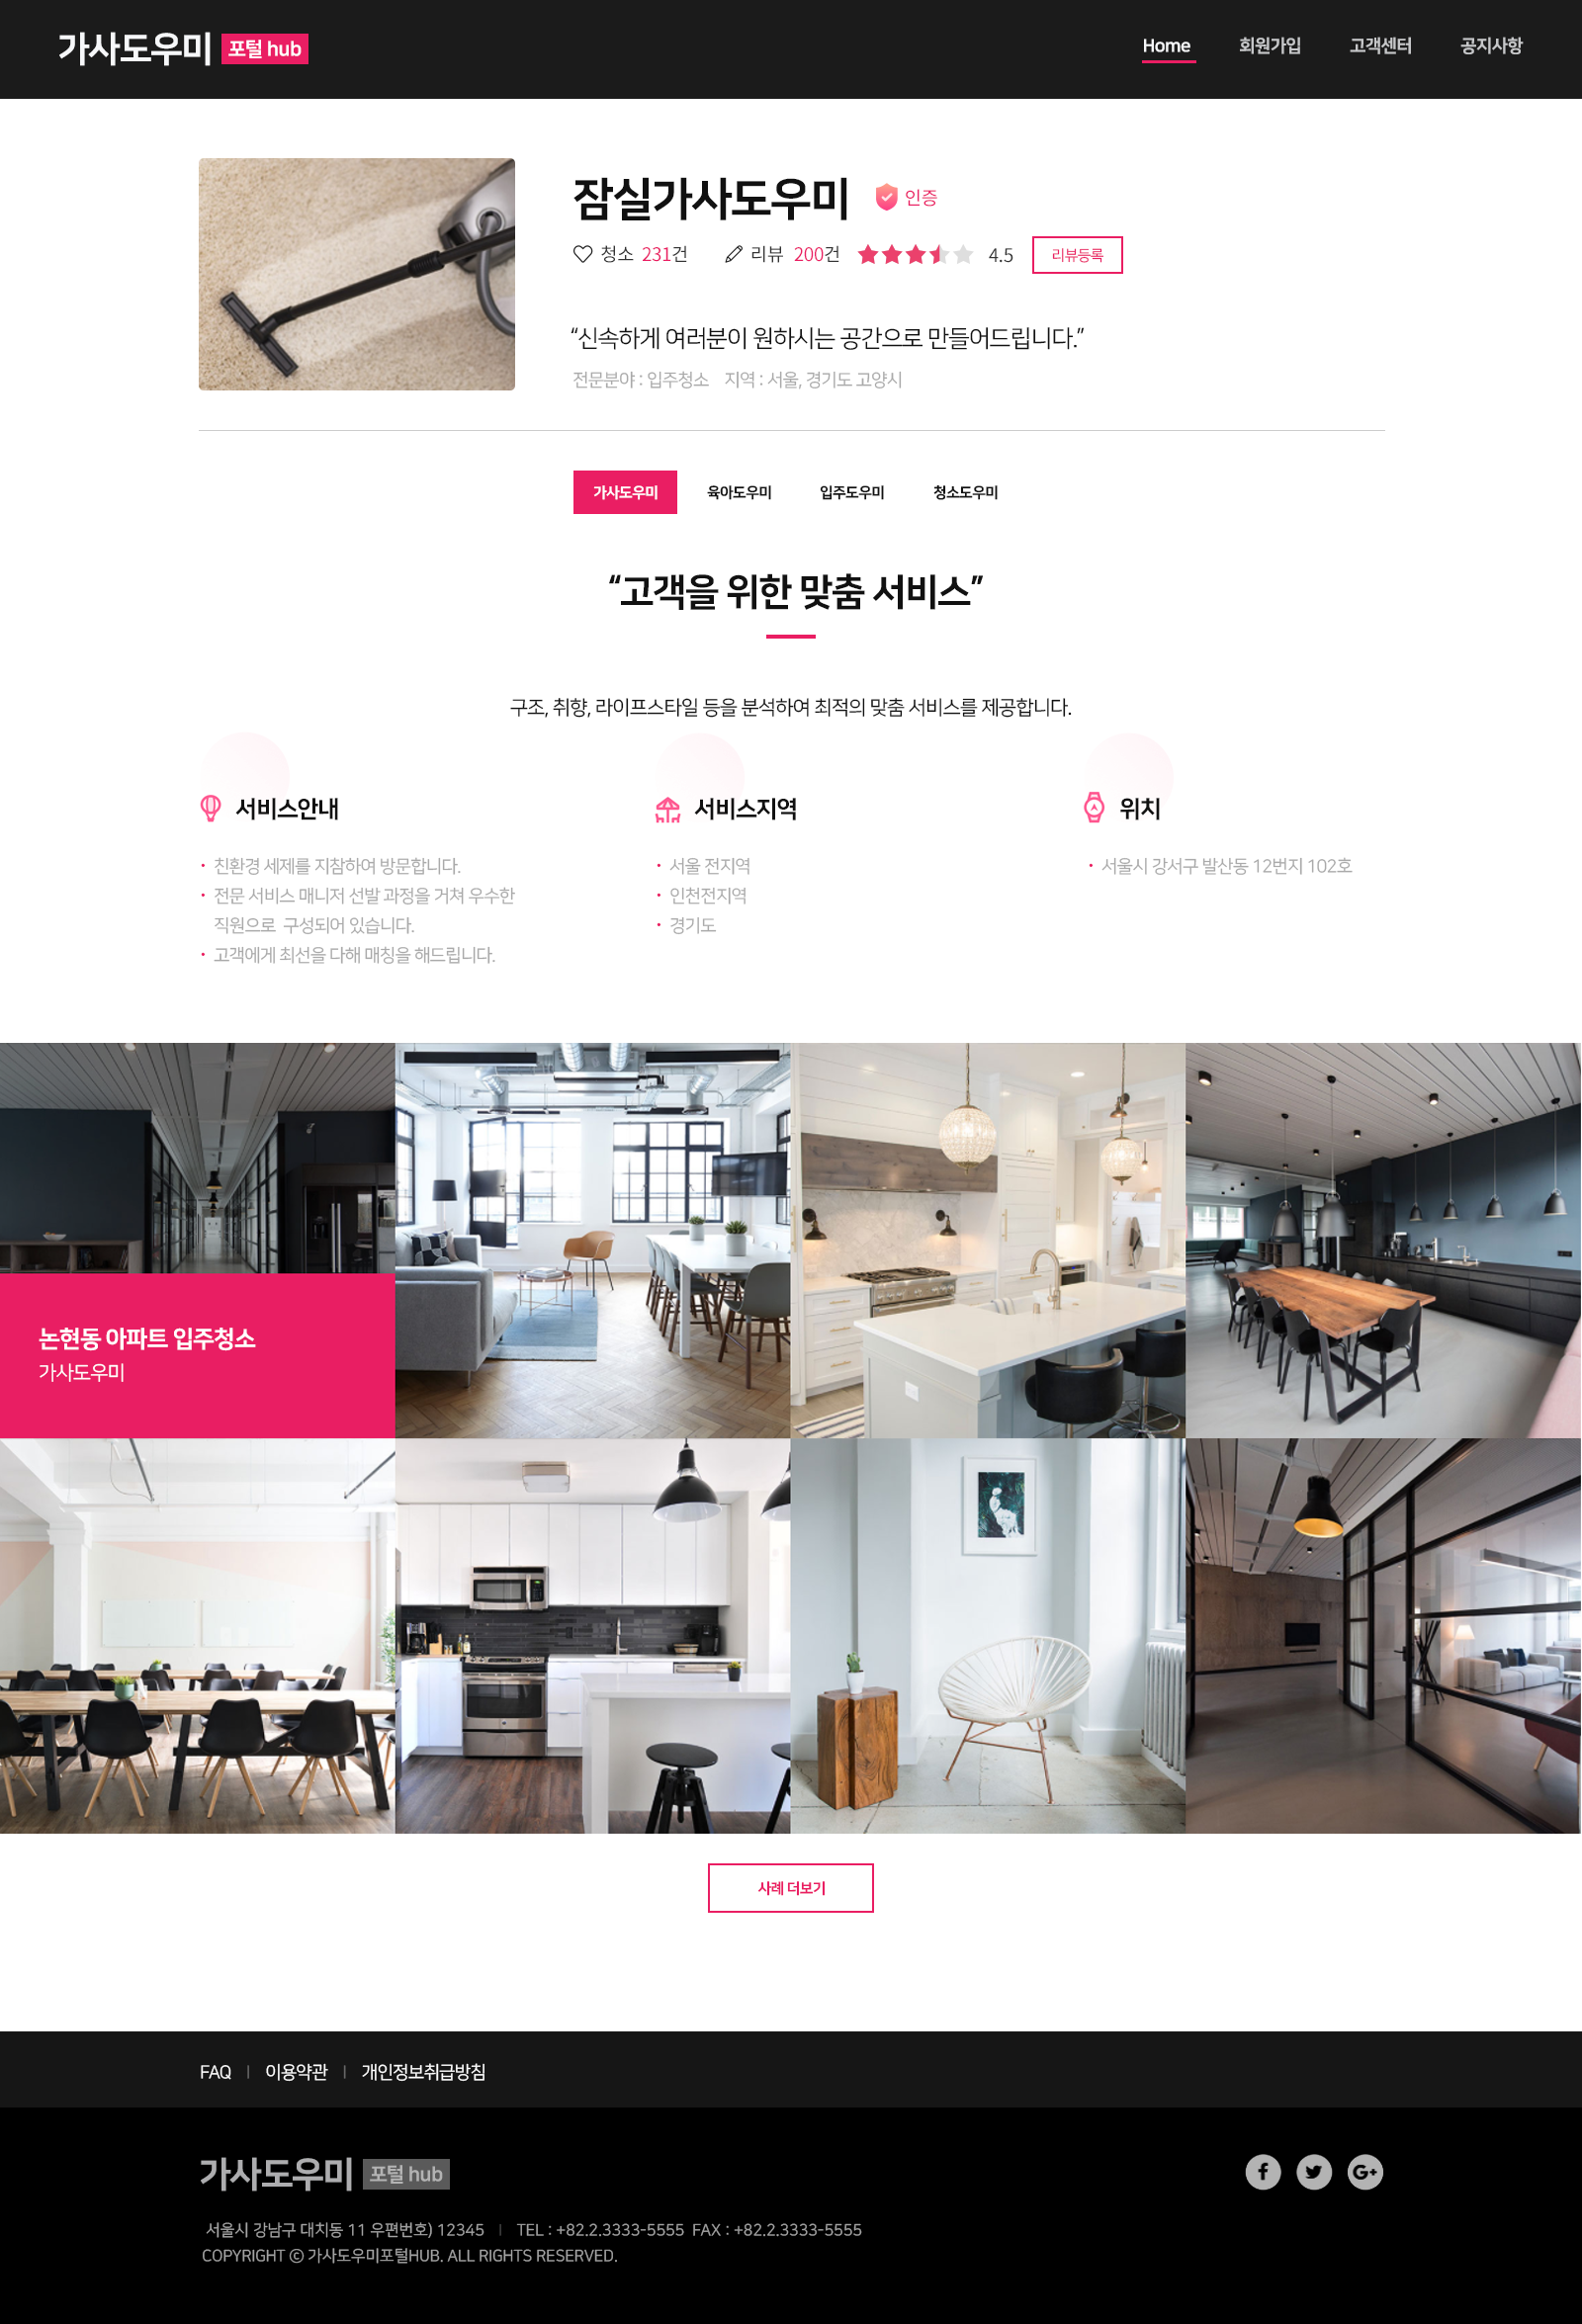 가사도우미 포털 hub
Home 회원가입 고객센터 공지사항
잠실가사도우미 인증
청소 231건 리뷰 200건 4.5 리뷰등록
“신속하게 여러분이 원하시는 공간으로 만들어드립니다.”
전문분야 : 입주청소 지역 : 서울, 경기도 고양시
가사도우미 육아도우미 입주도우미 청소도우미
“고객을 위한 맞춤 서비스”
구조, 취향, 라이프스타일 등을 분석하여 최적의 맞춤 서비스를 제공합니다.
서비스안내
· 친환경 세제를 지참하여 방문합니다.
· 전문 서비스 매니저 선발 과정을 거쳐 우수한
직원으로 구성되어 있습니다.
· 고객에게 최선을 다해 매칭을 해드립니다.
서비스지역
· 서울 전지역
· 인천전지역
· 경기도
위치
· 서울시 강서구 발산동 12번지 102호
논현동 아파트 입주청소
가사도우미
사례 더보기
FAQ | 이용약관 | 개인정보취급방침
가사도우미 포털 hub
서울시 강남구 대치동 11 우편번호) 12345 | TEL : +82.2.3333-5555 FAX : +82.2.3333-5555
COPYRIGHT ⓒ 가사도우미포털HUB. ALL RIGHTS RESERVED.